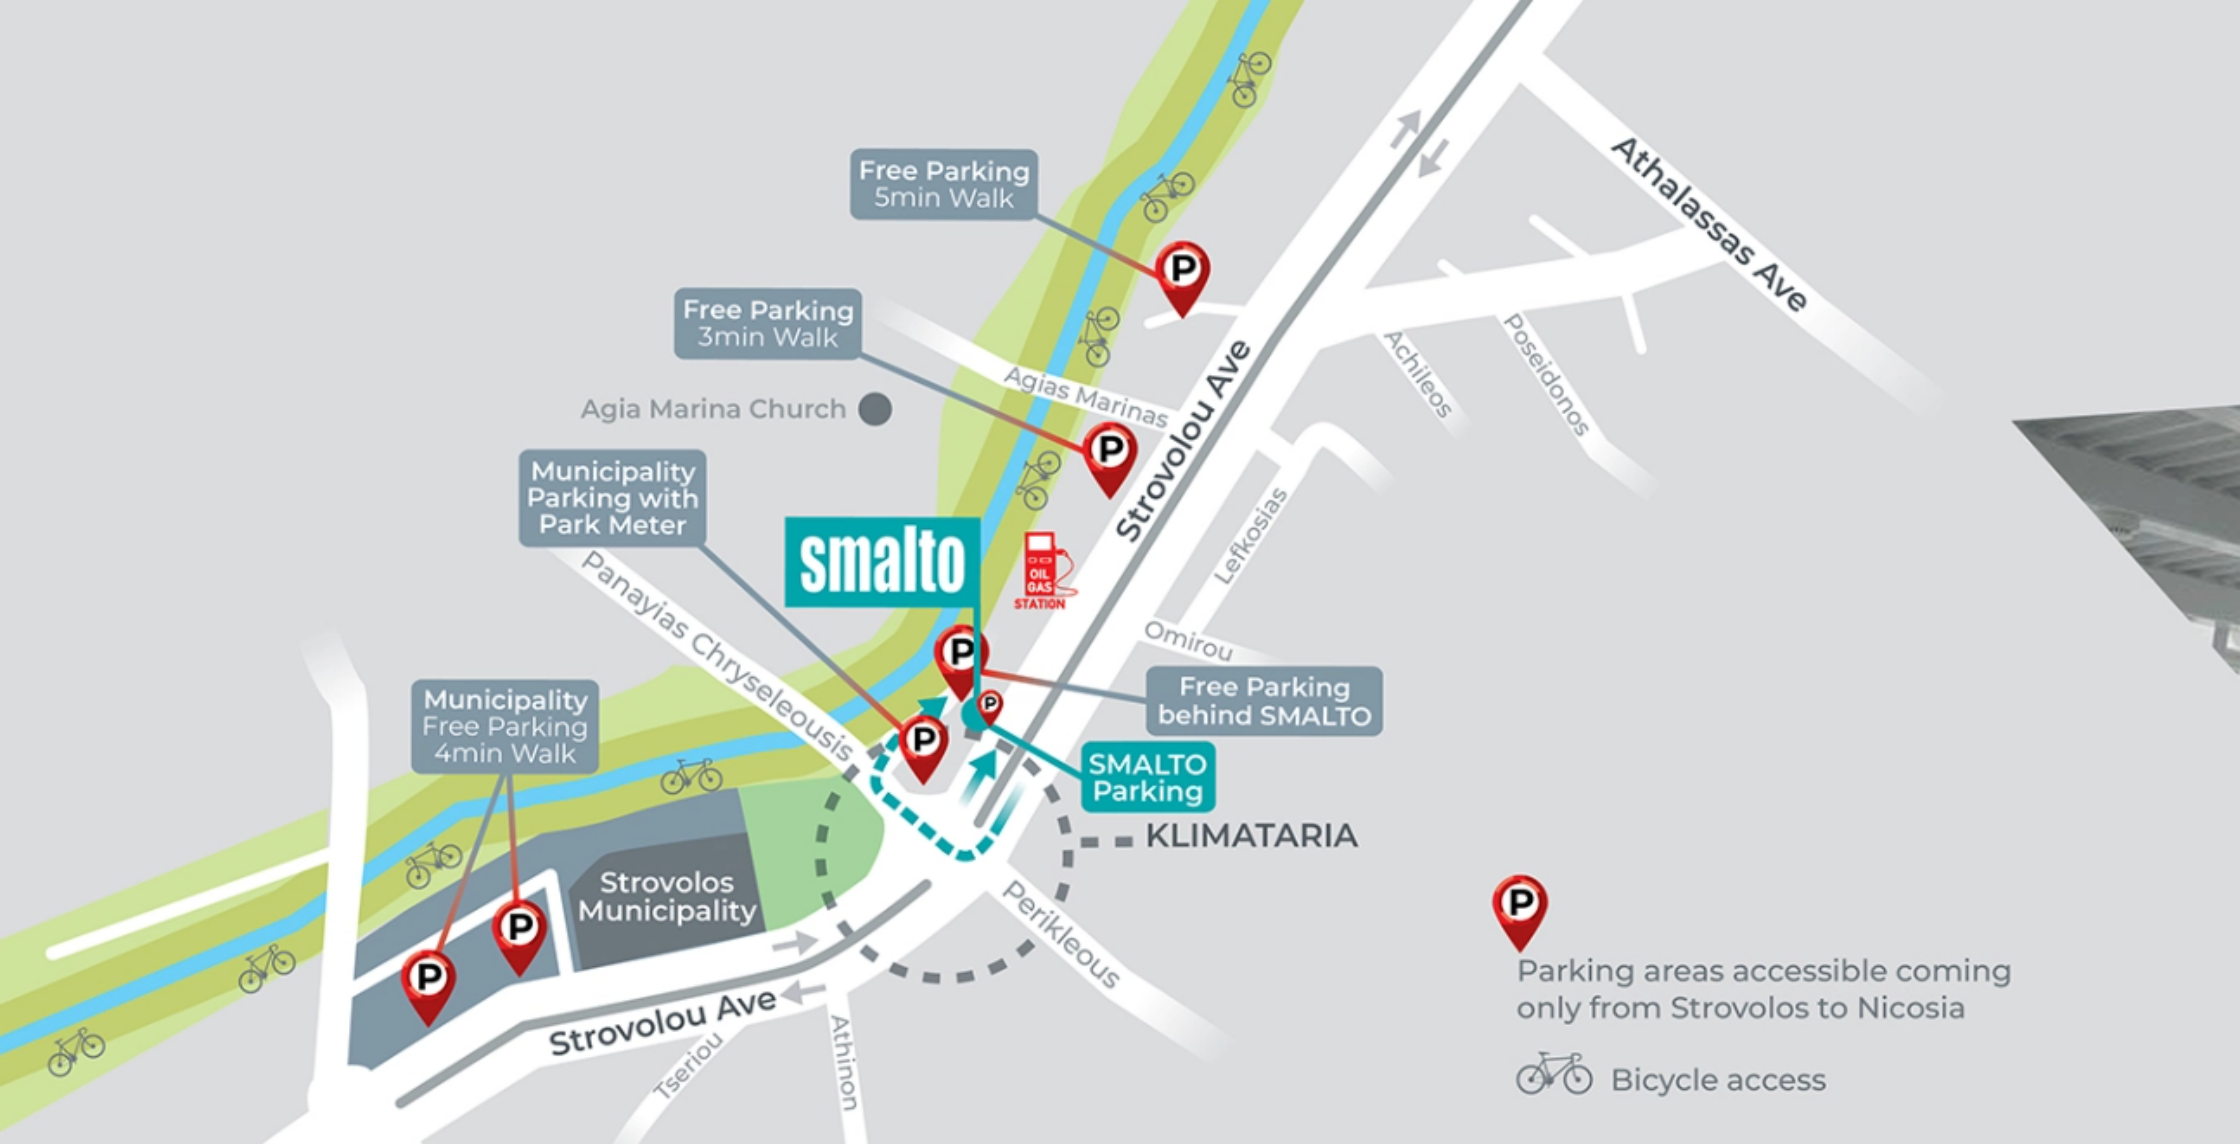 Free Parking
5min Walk
P
Athalassas Ave
Free Parking
3min Walk
Agias Marinas
Agia Marina Church
P
Strovolou Ave
Achileos
Poseidonos
Municipality
Parking with
Park Meter
smalto
OIL
GAS
STATION
Lefkosias
Panayias Chryseleousis
Omirou
P
P
P
Free Parking
behind SMALTO
SMALTO
Parking
Municipality
Free Parking
4min Walk
KLIMATARIA
Strovolos
Municipality
P
P
Perikleous
Strovolou Ave
Tseriou
Athinon
P
Parking areas accessible coming
only from Strovolos to Nicosia
Bicycle access